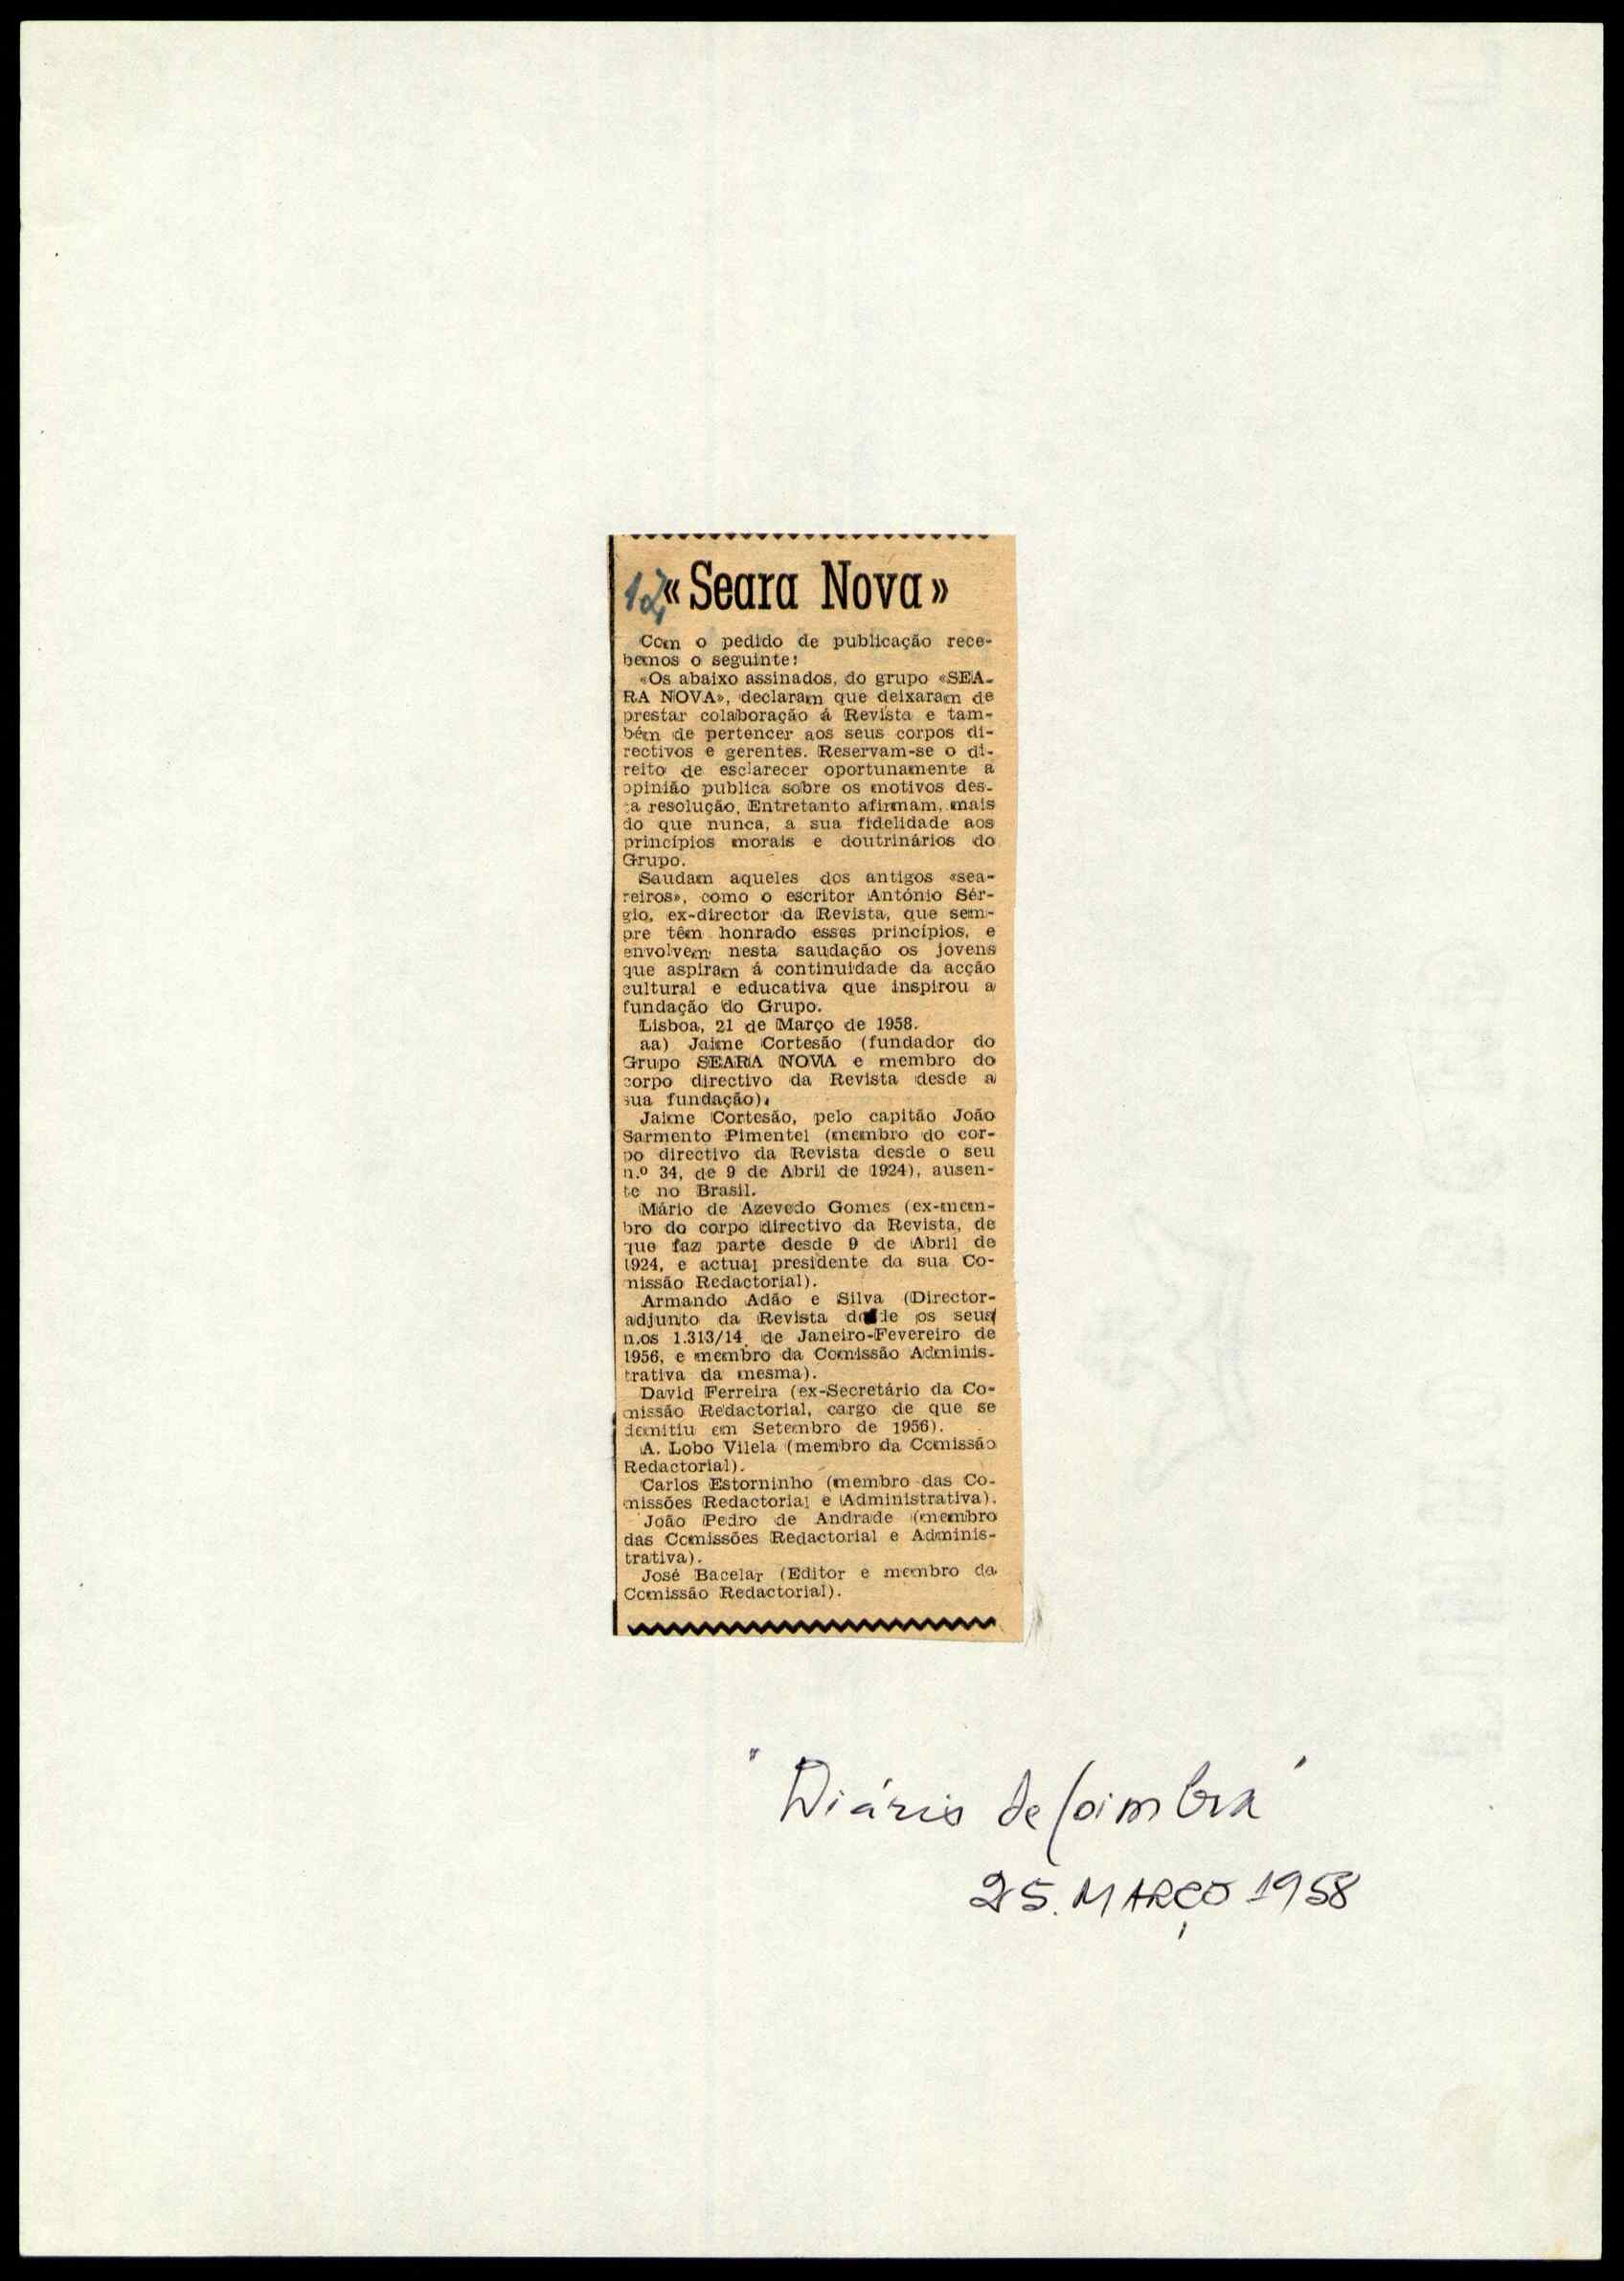 12 «Seara Nova»
Com o pedido de publicação rece-
bemos o seguinte:
«Os abaixo assinados, do grupo «SEA-
RA NOVA», declaram que deixaram de
prestar colaboração á Revista e tam-
bém de pertencer aos seus corpos di-
rectivos e gerentes. Reservam-se o di-
reito de esclarecer oportunamente a
opinião publica sobre os motivos des-
ta resolução. Entretanto afirmam, mais
do que nunca, a sua fidelidade aos
princípios morais e doutrinários do
Grupo.
Saudam aqueles dos antigos «sea-
reiros», como o escritor António Sér-
gio, ex-director da Revista, que sem-
pre têm honrado esses princípios, e
envolvem nesta saudação os jovens
que aspiram á continuidade da acção
cultural e educativa que inspirou a
fundação do Grupo.
Lisboa, 21 de Março de 1958.
aa) Jaime Cortesão (fundador do
Grupo SEARA NOVA e membro do
corpo directivo da Revista desde a
sua fundação).
Jaime Cortesão, pelo capitão João
Sarmento Pimentel (membro do cor-
po directivo da Revista desde o seu
n.º 34, de 9 de Abril de 1924), ausen-
te no Brasil.
Mário de Azevedo Gomes (ex-mem-
bro do corpo directivo da Revista, de
que faz parte desde 9 de Abril de
1924, e actual presidente da sua Co-
missão Redactorial).
Armando Adão e Silva (Director-
adjunto da Revista desde os seus
n.os 1.313/14, de Janeiro-Fevereiro de
1956, e membro da Comissão Adminis-
trativa da mesma).
David Ferreira (ex-Secretário da Co-
missão Redactorial, cargo de que se
demitiu em Setembro de 1956).
A. Lobo Vilela (membro da Comissão
Redactorial).
Carlos Estorninho (membro das Co-
missões Redactorial e Administrativa).
João Pedro de Andrade (membro
das Comissões Redactorial e Adminis-
trativa).
José Bacelar (Editor e membro da
Comissão Redactorial).
"Diário de Coimbra"
25. MARÇO 1958